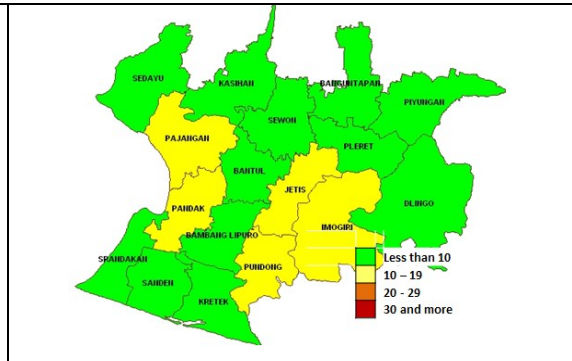 SEDAYU
KASIHAN
BANGUNTAPAN
PIYUNGAN
SEWON
PAJANGAN
PLERET
BANTUL
JETIS
DLINGO
PANDAK
IMOGIRI
BAMBANG LIPURO
SRANDAKAN
PUNDONG
SANDEN
KRETEK
Less than 10
10 – 19
20 - 29
30 and more